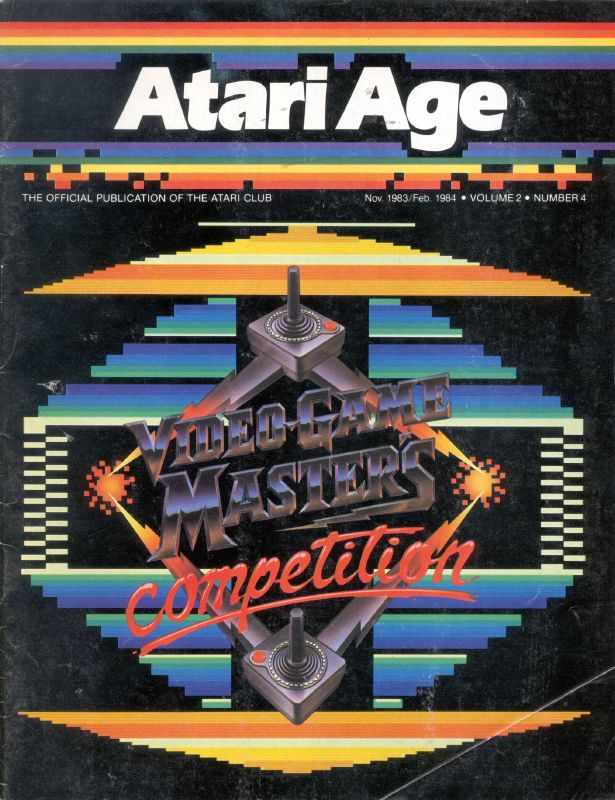 Atari Age
THE OFFICIAL PUBLICATION OF THE ATARI CLUB
Nov. 1983/Feb. 1984 • VOLUME 2 • NUMBER 4
VIDEO-GAME
MASTER'S
competition